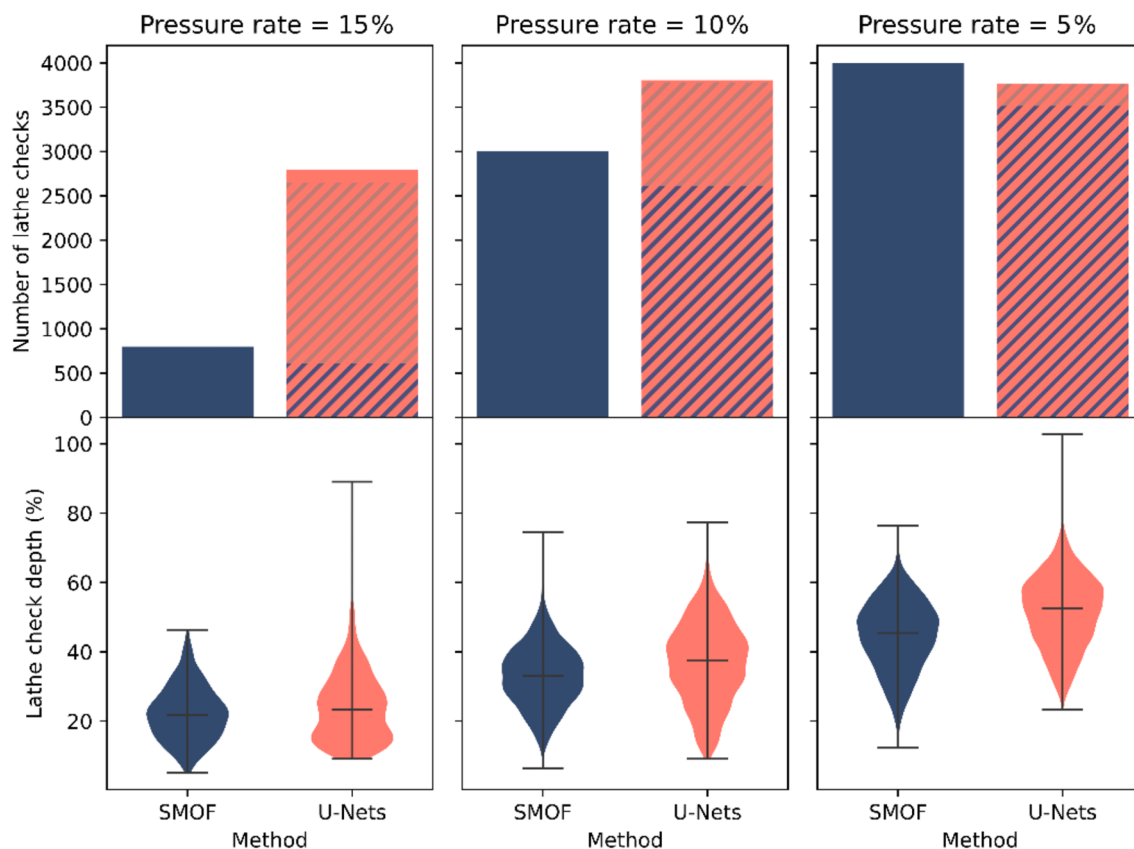 Pressure rate = 15% Pressure rate = 10% Pressure rate = 5%
Number of lathe checks
4000
3500
3000
2500
2000
1500
1000
500
0
Lathe check depth (%)
100
80
60
40
20
SMOF U-Nets SMOF U-Nets SMOF U-Nets
Method Method Method